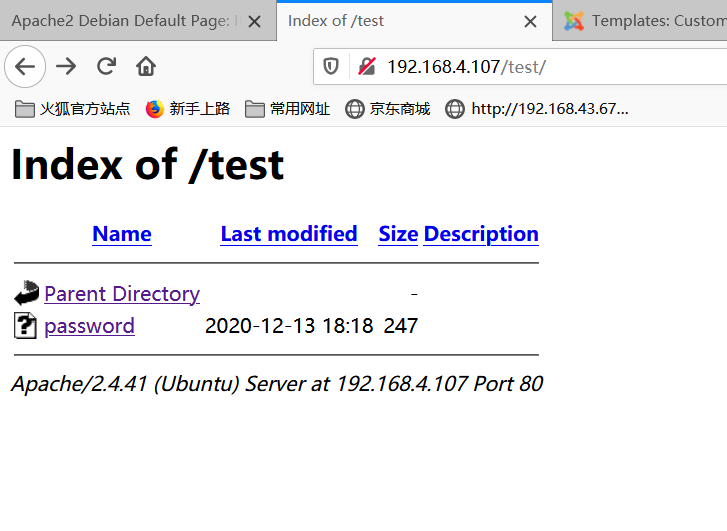 Apache2 Debian Default Page: I
Index of /test
Templates: Custom
192.168.4.107/test/
火狐官方站点 新手上路 常用网址 京东商城 http://192.168.43.67...
Index of /test
Name Last modified Size Description
Parent Directory -
password 2020-12-13 18:18 247
Apache/2.4.41 (Ubuntu) Server at 192.168.4.107 Port 80